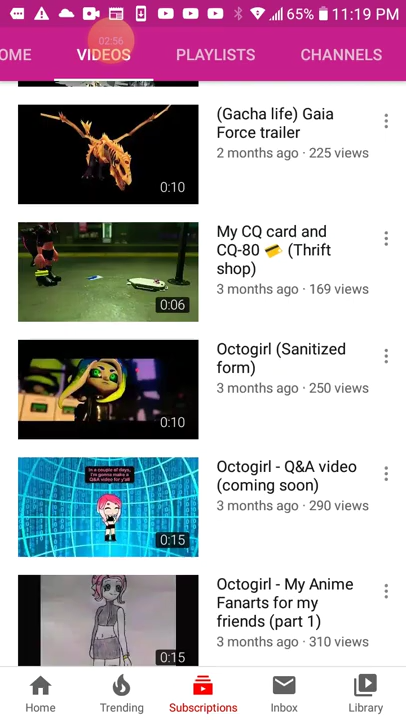 65% 11:19 PM
02:56
OME VIDEOS PLAYLISTS CHANNELS
(Gacha life) Gaia
Force trailer
2 months ago · 225 views
0:10
My CQ card and
CQ-80 💳 (Thrift
shop)
3 months ago · 169 views
0:06
Octogirl (Sanitized
form)
3 months ago · 250 views
0:10
In a couple of days,
I'm gonna make a
Q&A video for y'all
Octogirl - Q&A video
(coming soon)
3 months ago · 290 views
0:15
Octogirl - My Anime
Fanarts for my
friends (part 1)
3 months ago · 310 views
0:15
Home Trending Subscriptions Inbox Library